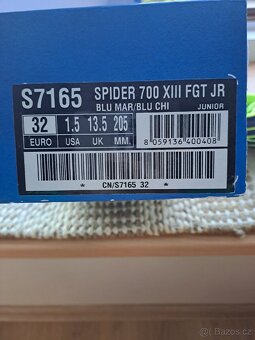 S7165 SPIDER 700 XIII FGT JR
BLU MAR/BLU CHI JUNIOR
32 1.5 13.5 205
EURO USA UK MM.
8 059136 400408
CN/S7165 32
* *
© Bazos.cz